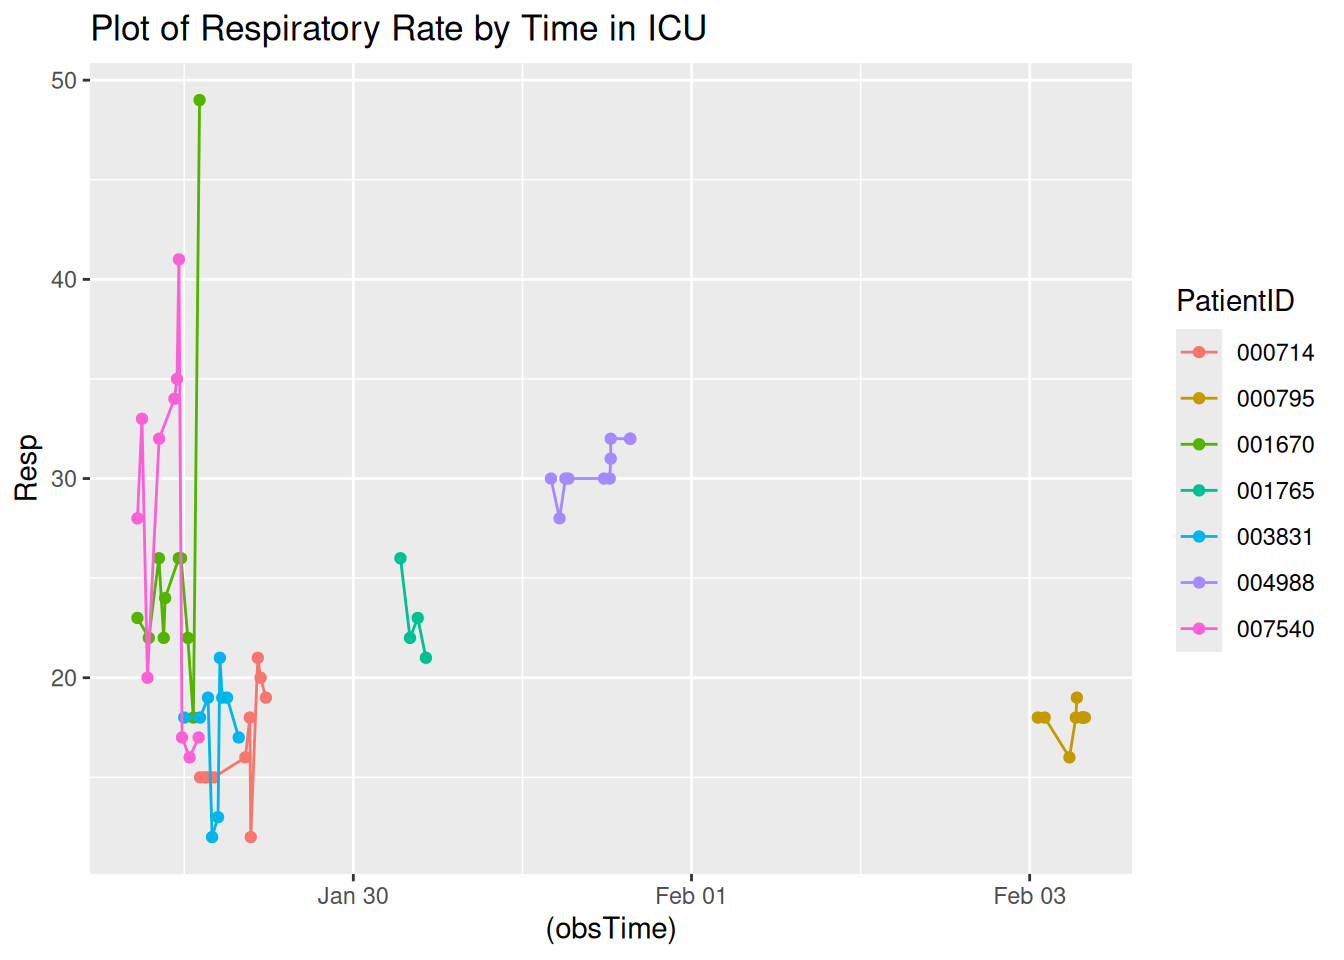 Plot of Respiratory Rate by Time in ICU
50
40
30
20
Resp
Jan 30
Feb 01
Feb 03
(obsTime)
PatientID
000714
000795
001670
001765
003831
004988
007540